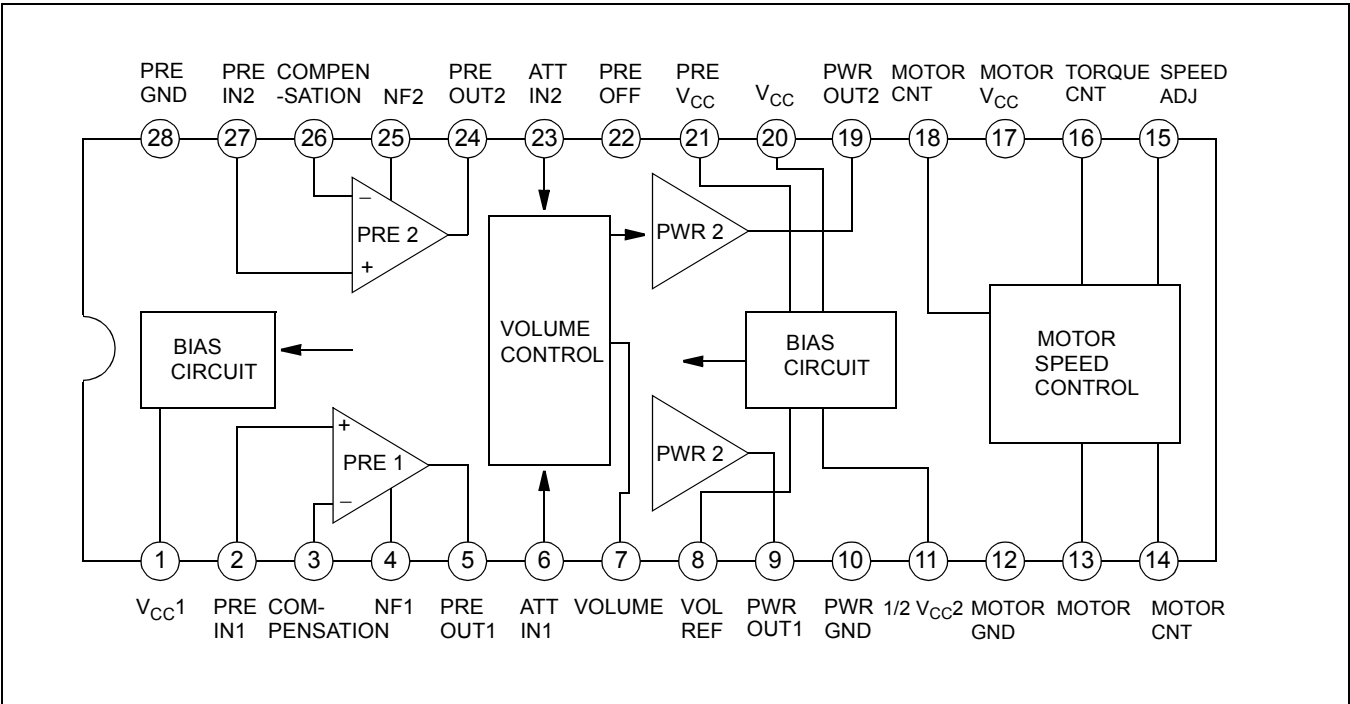 PRE GND
PRE IN2
COMPEN -SATION
NF2
PRE OUT2
ATT IN2
PRE OFF
PRE VCC
VCC
PWR OUT2
MOTOR CNT
MOTOR VCC
TORQUE CNT
SPEED ADJ
28
27
26
25
24
23
22
21
20
19
18
17
16
15
−
PRE 2
+
PWR 2
BIAS CIRCUIT
VOLUME CONTROL
BIAS CIRCUIT
MOTOR SPEED CONTROL
+
PRE 1
−
PWR 2
1
2
3
4
5
6
7
8
9
10
11
12
13
14
VCC1
PRE IN1
COM- PENSATION
NF1
PRE OUT1
ATT IN1
VOLUME
VOL REF
PWR OUT1
PWR GND
1/2 VCC2
MOTOR GND
MOTOR
MOTOR CNT